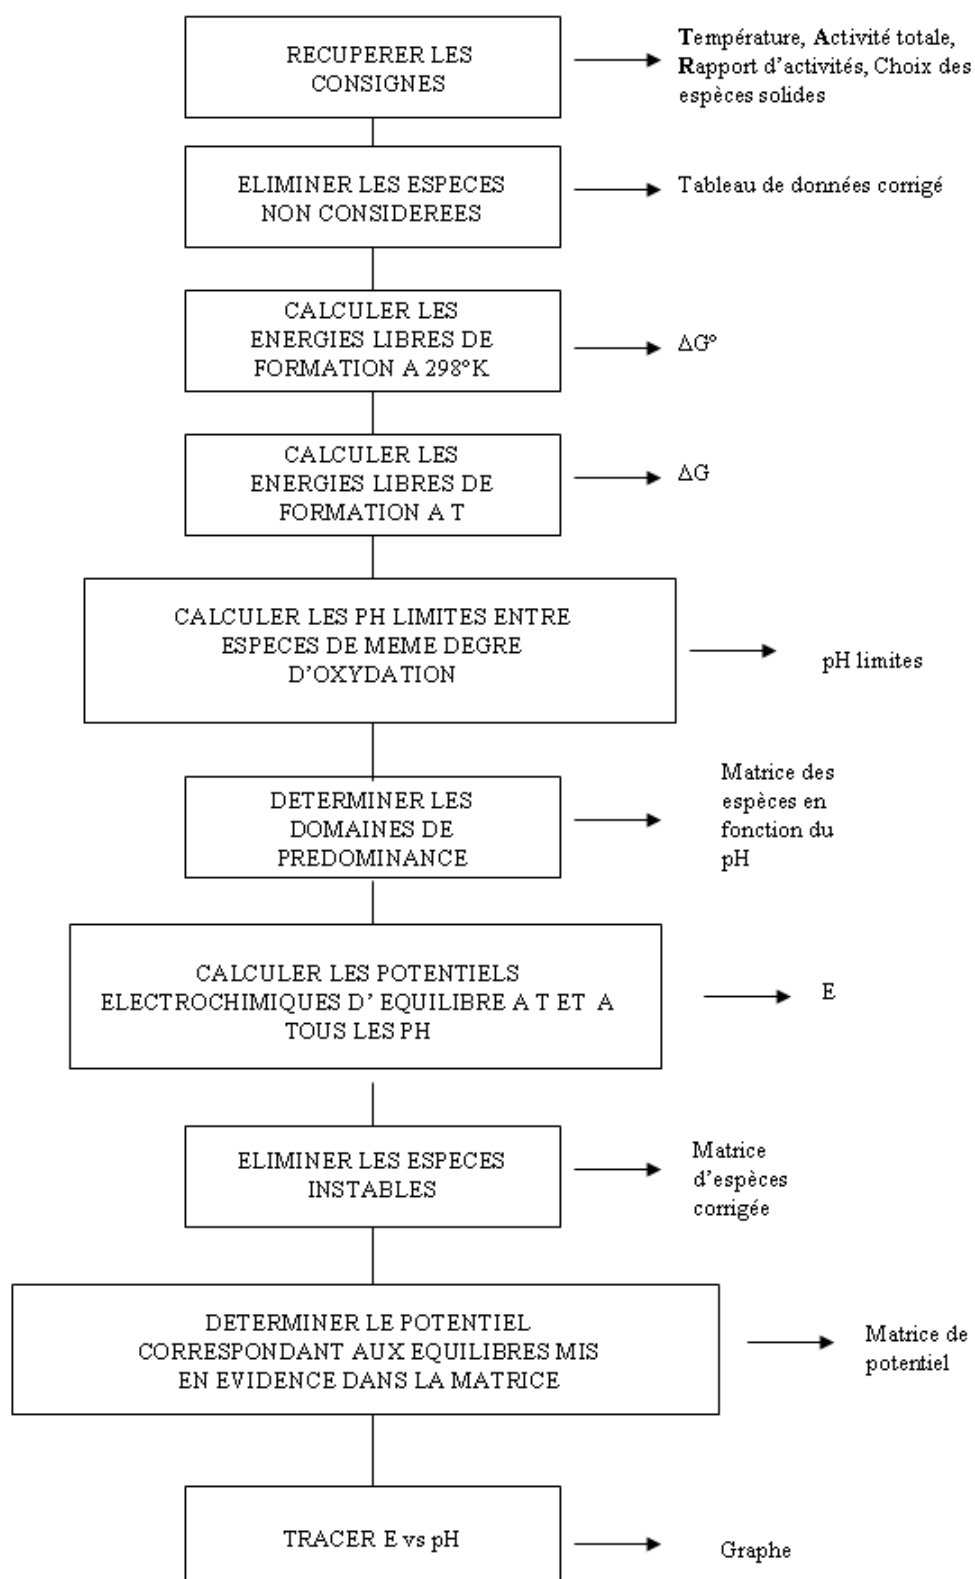 RECUPERER LES
CONSIGNES
Température, Activité totale,
Rapport d'activités, Choix des
espèces solides
ELIMINER LES ESPECES
NON CONSIDEREES
Tableau de données corrigé
CALCULER LES
ENERGIES LIBRES DE
FORMATION A 298°K
ΔG°
CALCULER LES
ENERGIES LIBRES DE
FORMATION A T
ΔG
CALCULER LES PH LIMITES ENTRE
ESPECES DE MEME DEGRE
D'OXYDATION
pH limites
DETERMINER LES
DOMAINES DE
PREDOMINANCE
Matrice des
espèces en
fonction du
pH
CALCULER LES POTENTIELS
ELECTROCHIMIQUES D' EQUILIBRE A T ET A
TOUS LES PH
E
ELIMINER LES ESPECES
INSTABLES
Matrice
d'espèces
corrigée
DETERMINER LE POTENTIEL
CORRESPONDANT AUX EQUILIBRES MIS
EN EVIDENCE DANS LA MATRICE
Matrice de
potentiel
TRACER E vs pH
Graphe